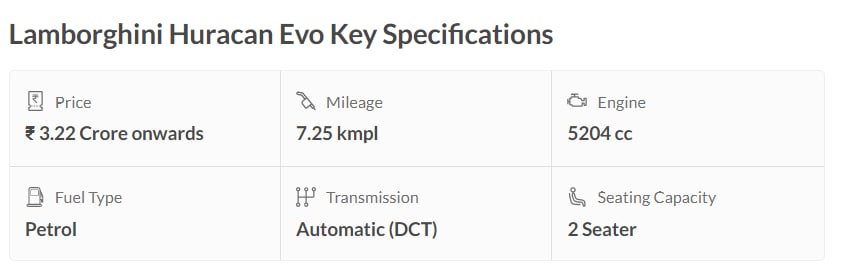 Lamborghini Huracan Evo Key Specifications
Price
₹ 3.22 Crore onwards
Mileage
7.25 kmpl
Engine
5204 cc
Fuel Type
Petrol
Transmission
Automatic (DCT)
Seating Capacity
2 Seater